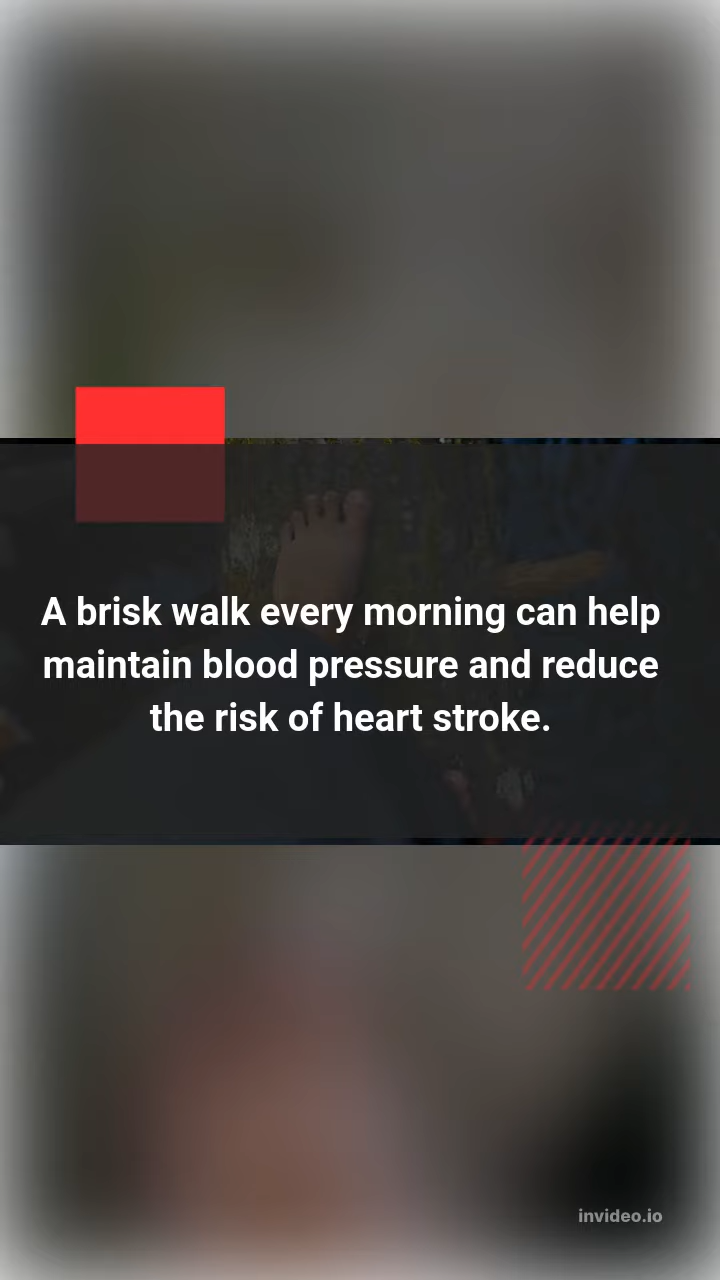 A brisk walk every morning can help
maintain blood pressure and reduce
the risk of heart stroke.
invideo.io